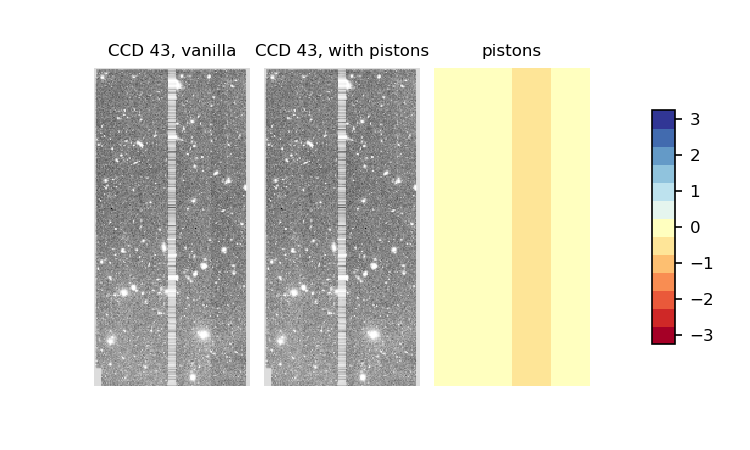 CCD 43, vanilla
CCD 43, with pistons
pistons
3
2
1
0
−1
−2
−3